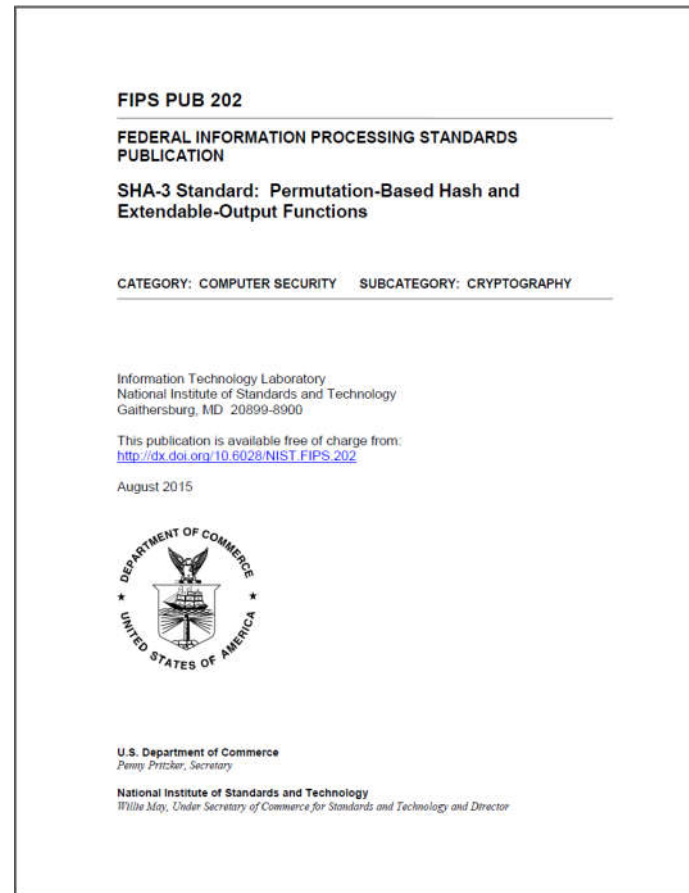 FIPS PUB 202
FEDERAL INFORMATION PROCESSING STANDARDS
PUBLICATION
SHA-3 Standard: Permutation-Based Hash and
Extendable-Output Functions
CATEGORY: COMPUTER SECURITY SUBCATEGORY: CRYPTOGRAPHY
Information Technology Laboratory
National Institute of Standards and Technology
Gaithersburg, MD 20899-8900
This publication is available free of charge from:
http://dx.doi.org/10.6028/NIST.FIPS.202
August 2015
DEPARTMENT OF COMMERCE
UNITED STATES OF AMERICA
U.S. Department of Commerce
Penny Pritzker, Secretary
National Institute of Standards and Technology
Willie May, Under Secretary of Commerce for Standards and Technology and Director